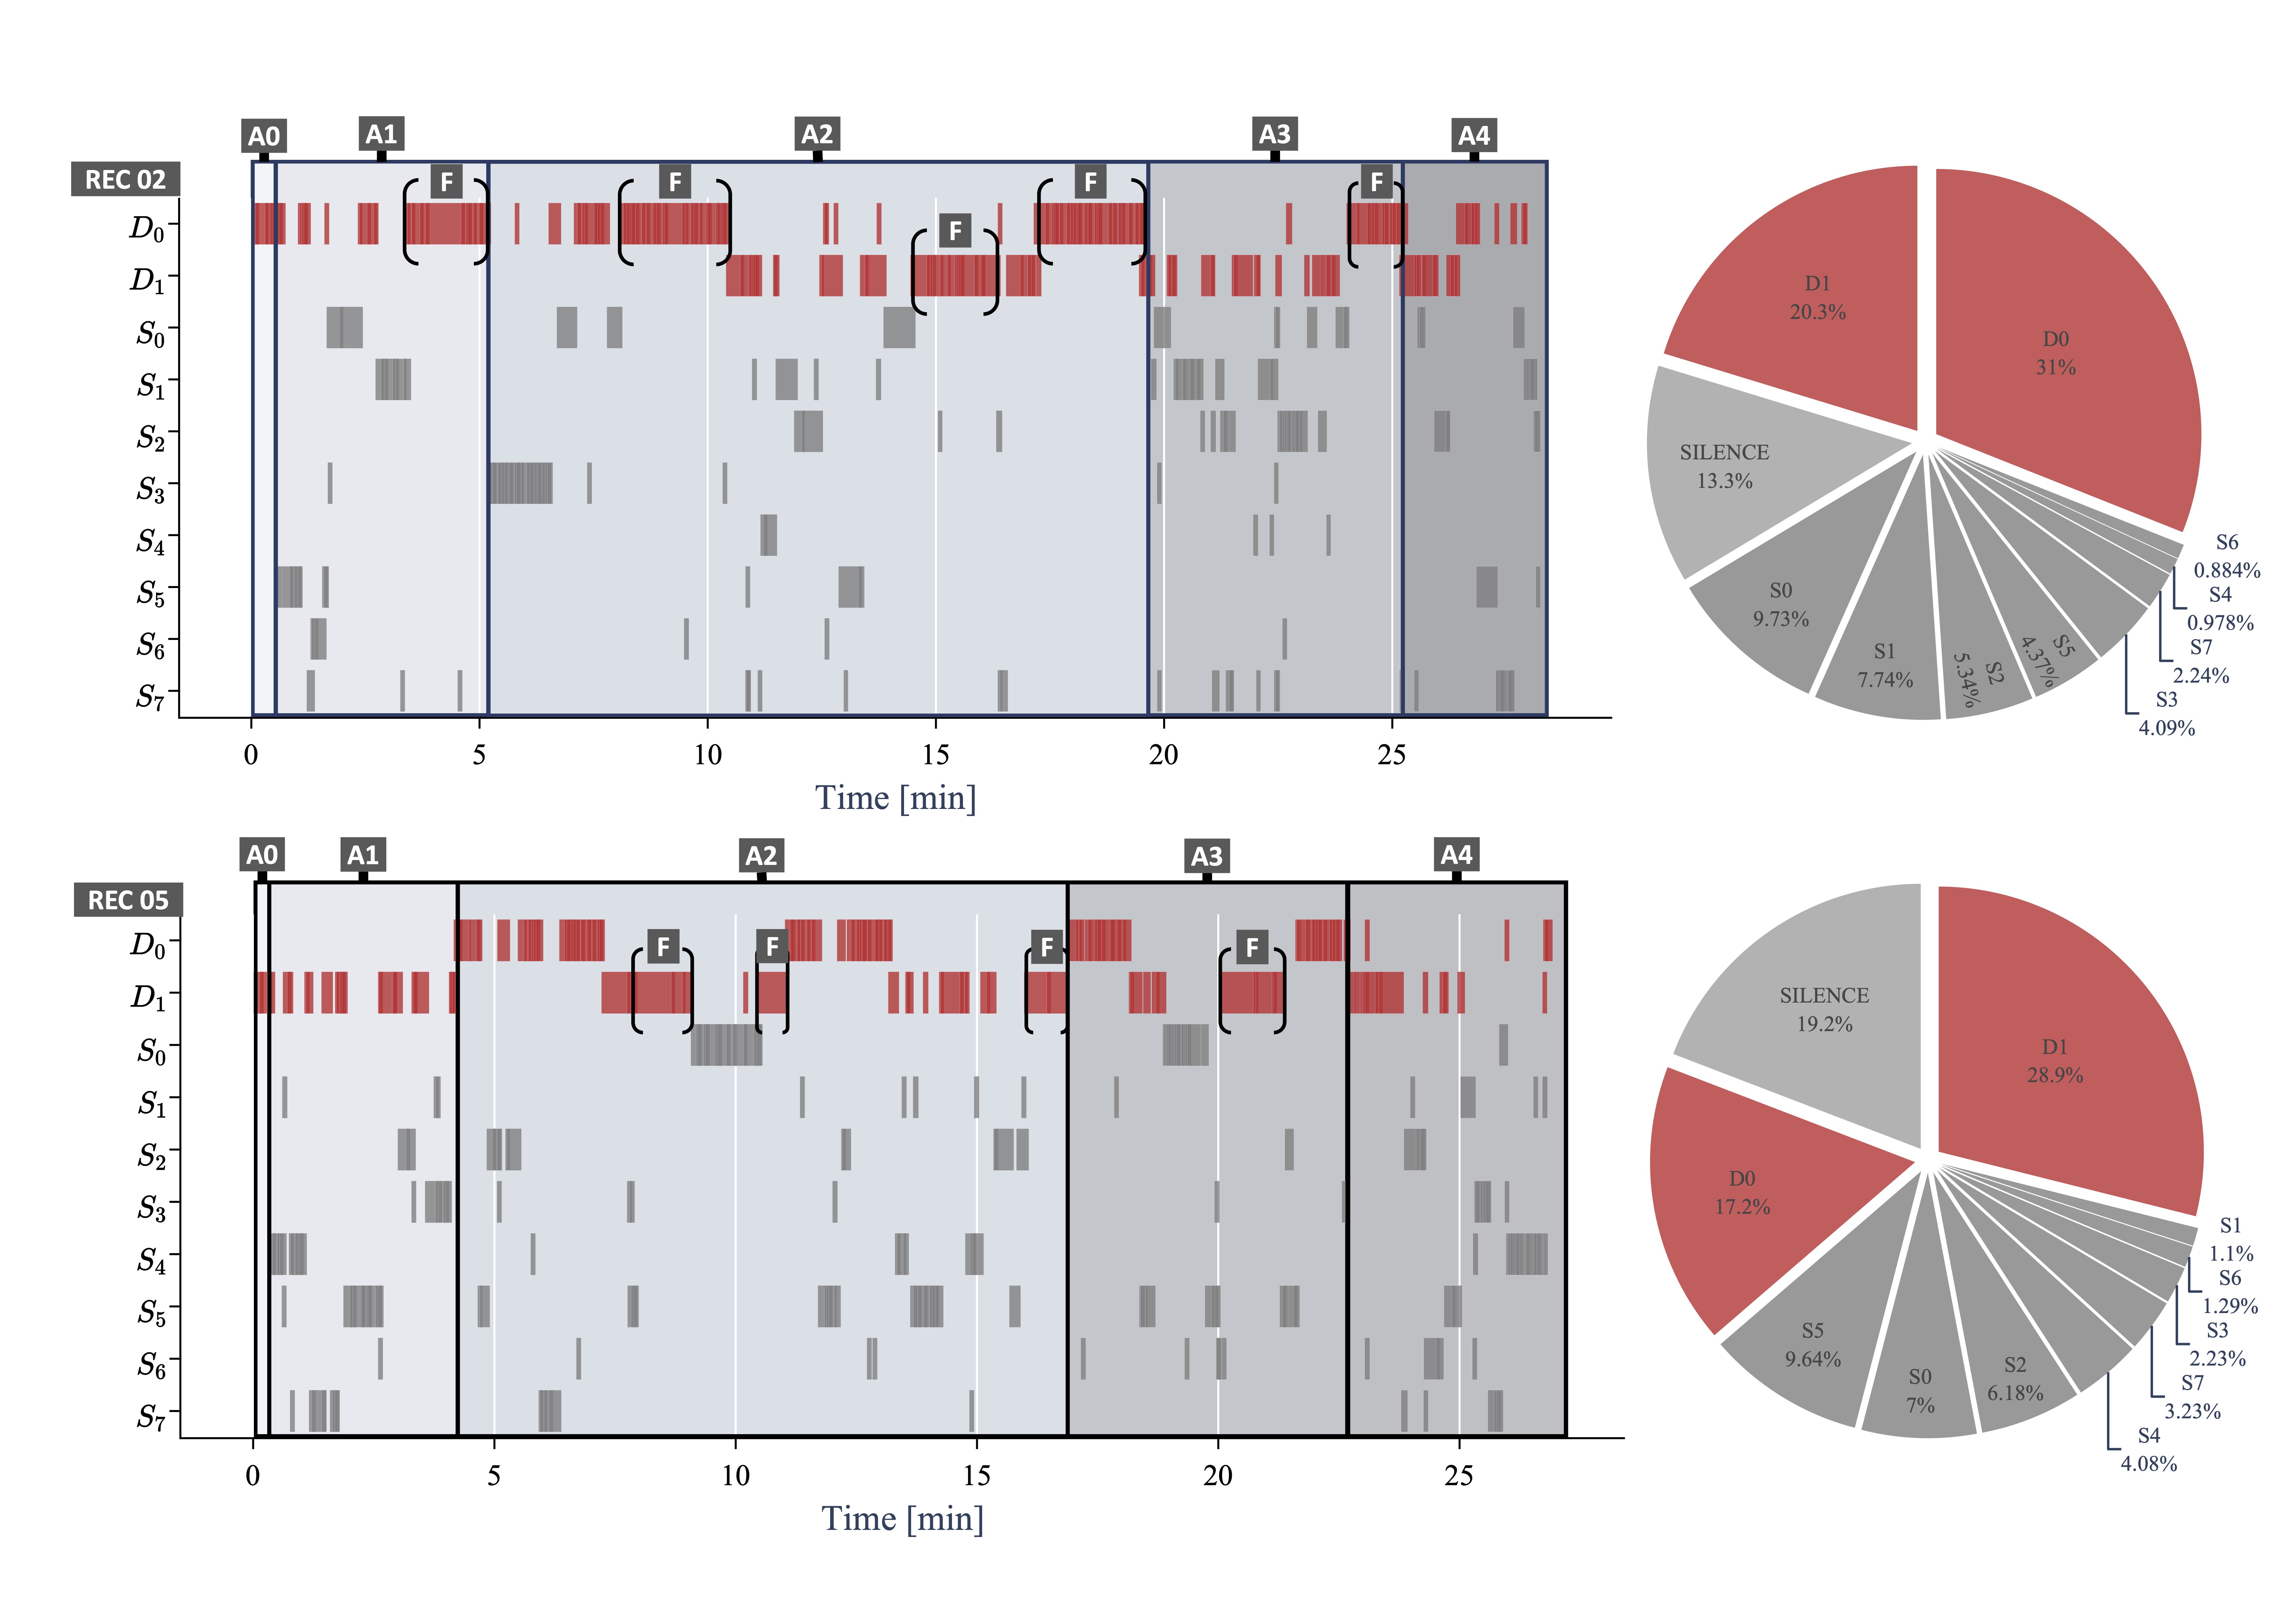 A0 A1 A2 A3 A4
REC 02
F F F F
F
D0
D1
S0
S1
S2
S3
S4
S5
S6
S7
0 5 10 15 20 25
Time [min]
D0
31%
D1
20.3%
SILENCE
13.3%
S0
9.73%
S1
7.74%
S2
5.34%
S5
4.37%
S6
0.884%
S4
0.978%
S7
2.24%
S3
4.09%
A0 A1 A2 A3 A4
REC 05
F F F F
D0
D1
S0
S1
S2
S3
S4
S5
S6
S7
0 5 10 15 20 25
Time [min]
SILENCE
19.2%
D1
28.9%
D0
17.2%
S5
9.64%
S0
7%
S2
6.18%
S1
1.1%
S6
1.29%
S3
2.23%
S7
3.23%
S4
4.08%